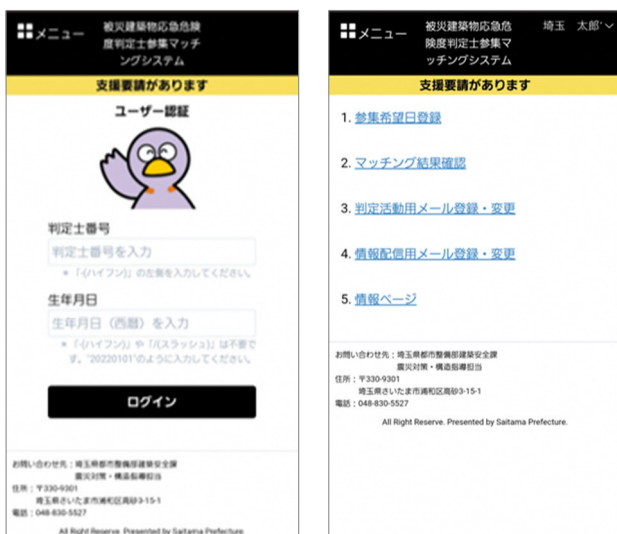 メニュー
被災建築物応急危険
度判定士参集マッチ
ングシステム
支援要請があります
ユーザー認証
判定士番号
判定士番号を入力
※「-(ハイフン)」の左側を入力してください。
生年月日
生年月日（西暦）を入力
※「-(ハイフン)」や「/(スラッシュ)」は不要で
す。"20220101"のように入力してください。
ログイン
お問い合わせ先：埼玉県都市整備部建築安全課
震災対策・構造指導担当
住所：〒330-9301
埼玉県さいたま市浦和区高砂3-15-1
電話：048-830-5527
All Right Reserve. Presented by Saitama Prefecture.
メニュー
被災建築物応急危
険度判定士参集マ
ッチングシステム
埼玉 太郎
支援要請があります
1. 参集希望日登録
2. マッチング結果確認
3. 判定活動用メール登録・変更
4. 情報配信用メール登録・変更
5. 情報ページ
お問い合わせ先：埼玉県都市整備部建築安全課
震災対策・構造指導担当
住所：〒330-9301
埼玉県さいたま市浦和区高砂3-15-1
電話：048-830-5527
All Right Reserve. Presented by Saitama Prefecture.